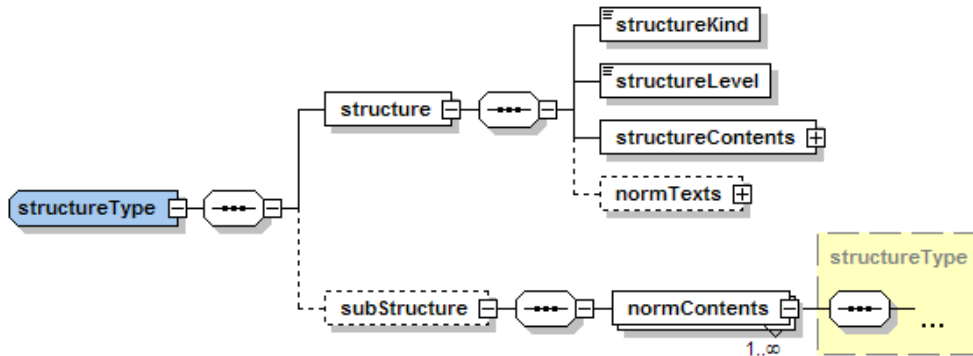 structureKind
structureLevel
structure
structureContents
normTexts
structureType
structureType
subStructure
normContents
...
1..∞